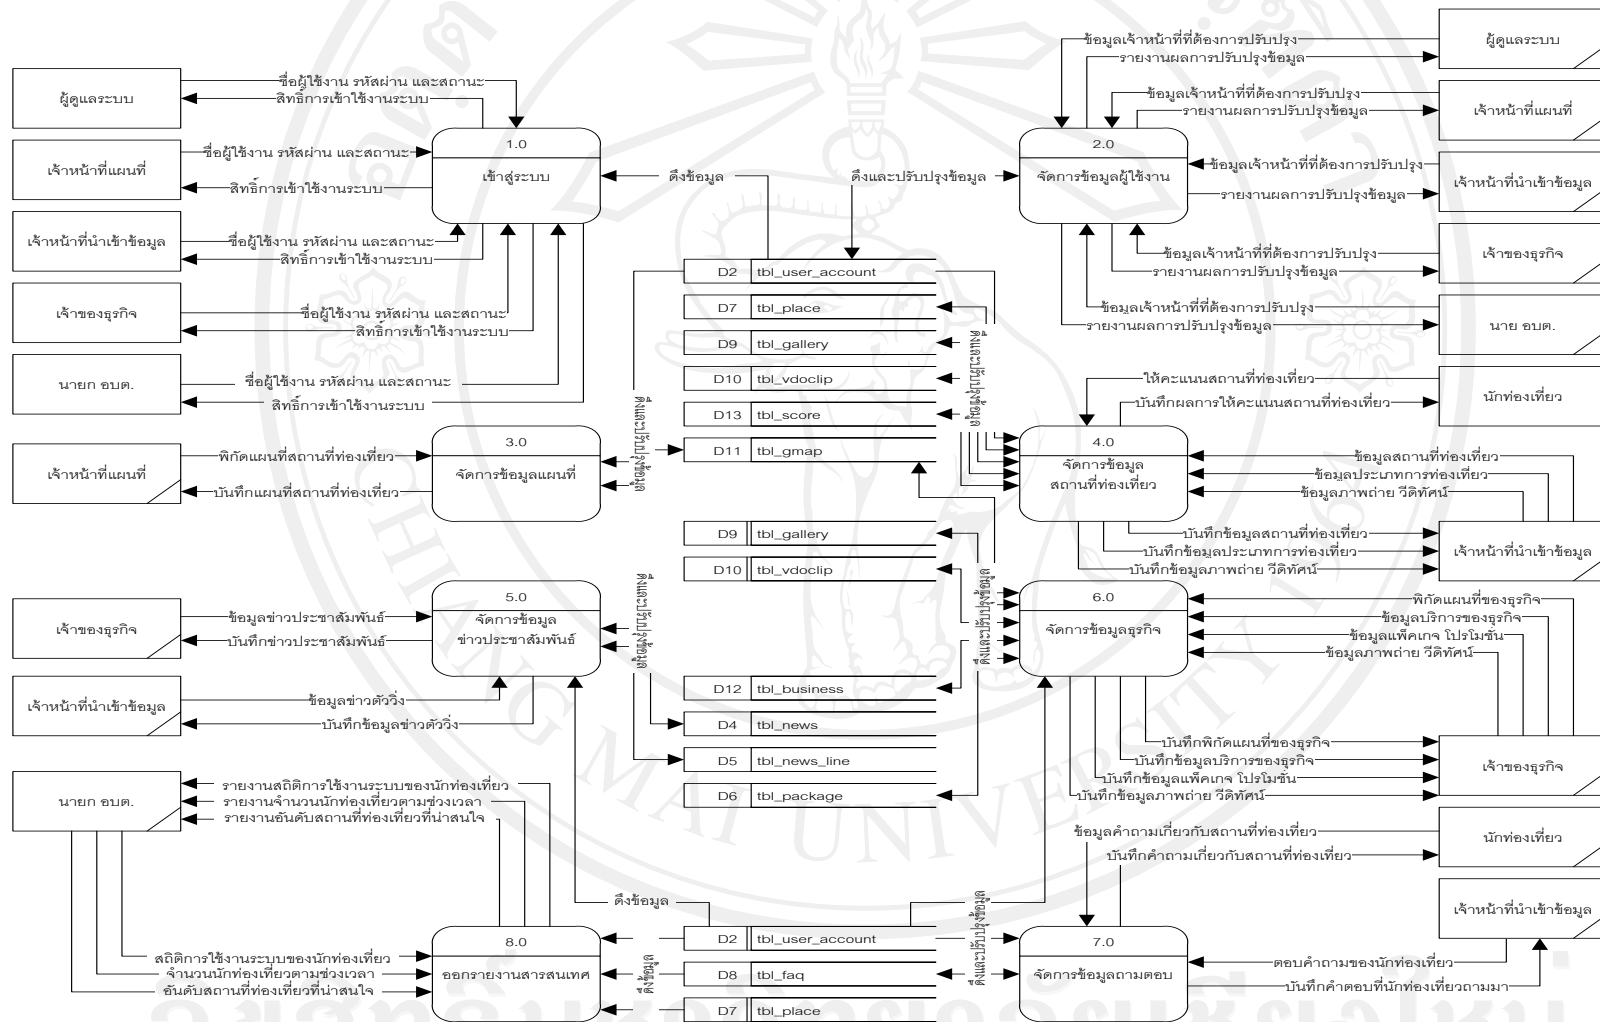 ผู้ดูแลระบบ
ชื่อผู้ใช้งาน รหัสผ่าน และสถานะ
สิทธิ์การเข้าใช้งานระบบ
เจ้าหน้าที่แผนที่
ชื่อผู้ใช้งาน รหัสผ่าน และสถานะ
สิทธิ์การเข้าใช้งานระบบ
เจ้าหน้าที่นำเข้าข้อมูล
ชื่อผู้ใช้งาน รหัสผ่าน และสถานะ
สิทธิ์การเข้าใช้งานระบบ
เจ้าของธุรกิจ
ชื่อผู้ใช้งาน รหัสผ่าน และสถานะ
สิทธิ์การเข้าใช้งานระบบ
นายก อบต.
ชื่อผู้ใช้งาน รหัสผ่าน และสถานะ
สิทธิ์การเข้าใช้งานระบบ
1.0
เข้าสู่ระบบ
ดึงข้อมูล
ดึงและปรับปรุงข้อมูล
2.0
จัดการข้อมูลผู้ใช้งาน
ข้อมูลเจ้าหน้าที่ที่ต้องการปรับปรุง
รายงานผลการปรับปรุงข้อมูล
ผู้ดูแลระบบ
ข้อมูลเจ้าหน้าที่ที่ต้องการปรับปรุง
รายงานผลการปรับปรุงข้อมูล
เจ้าหน้าที่แผนที่
ข้อมูลเจ้าหน้าที่ที่ต้องการปรับปรุง
รายงานผลการปรับปรุงข้อมูล
เจ้าหน้าที่นำเข้าข้อมูล
ข้อมูลเจ้าหน้าที่ที่ต้องการปรับปรุง
รายงานผลการปรับปรุงข้อมูล
เจ้าของธุรกิจ
ข้อมูลเจ้าหน้าที่ที่ต้องการปรับปรุง
รายงานผลการปรับปรุงข้อมูล
นาย อบต.
D2 tbl_user_account
D7 tbl_place
D9 tbl_gallery
D10 tbl_vdoclip
D13 tbl_score
D11 tbl_gmap
ดึงและปรับปรุงข้อมูล
ดึงและปรับปรุงข้อมูล
เจ้าหน้าที่แผนที่
พิกัดแผนที่สถานที่ท่องเที่ยว
บันทึกแผนที่สถานที่ท่องเที่ยว
3.0
จัดการข้อมูลแผนที่
4.0
จัดการข้อมูล
สถานที่ท่องเที่ยว
ให้คะแนนสถานที่ท่องเที่ยว
บันทึกผลการให้คะแนนสถานที่ท่องเที่ยว
นักท่องเที่ยว
ข้อมูลสถานที่ท่องเที่ยว
ข้อมูลประเภทการท่องเที่ยว
ข้อมูลภาพถ่าย วีดิทัศน์
บันทึกข้อมูลสถานที่ท่องเที่ยว
บันทึกข้อมูลประเภทการท่องเที่ยว
บันทึกข้อมูลภาพถ่าย วีดิทัศน์
เจ้าหน้าที่นำเข้าข้อมูล
D9 tbl_gallery
D10 tbl_vdoclip
ดึงและปรับปรุงข้อมูล
ดึงและปรับปรุงข้อมูล
เจ้าของธุรกิจ
ข้อมูลข่าวประชาสัมพันธ์
บันทึกข่าวประชาสัมพันธ์
5.0
จัดการข้อมูล
ข่าวประชาสัมพันธ์
เจ้าหน้าที่นำเข้าข้อมูล
ข้อมูลข่าวตัววิ่ง
บันทึกข้อมูลข่าวตัววิ่ง
6.0
จัดการข้อมูลธุรกิจ
พิกัดแผนที่ของธุรกิจ
ข้อมูลบริการของธุรกิจ
ข้อมูลแพ็คเกจ โปรโมชั่น
ข้อมูลภาพถ่าย วีดิทัศน์
บันทึกพิกัดแผนที่ของธุรกิจ
บันทึกข้อมูลบริการของธุรกิจ
บันทึกข้อมูลแพ็คเกจ โปรโมชั่น
บันทึกข้อมูลภาพถ่าย วีดิทัศน์
เจ้าของธุรกิจ
D12 tbl_business
D4 tbl_news
D5 tbl_news_line
D6 tbl_package
นายก อบต.
รายงานสถิติการใช้งานระบบของนักท่องเที่ยว
รายงานจำนวนนักท่องเที่ยวตามช่วงเวลา
รายงานอันดับสถานที่ท่องเที่ยวที่น่าสนใจ
สถิติการใช้งานระบบของนักท่องเที่ยว
จำนวนนักท่องเที่ยวตามช่วงเวลา
อันดับสถานที่ท่องเที่ยวที่น่าสนใจ
8.0
ออกรายงานสารสนเทศ
ดึงข้อมูล
ดึงข้อมูล
D2 tbl_user_account
D8 tbl_faq
D7 tbl_place
ดึงและปรับปรุงข้อมูล
7.0
จัดการข้อมูลถามตอบ
ข้อมูลคำถามเกี่ยวกับสถานที่ท่องเที่ยว
บันทึกคำถามเกี่ยวกับสถานที่ท่องเที่ยว
นักท่องเที่ยว
เจ้าหน้าที่นำเข้าข้อมูล
ตอบคำถามของนักท่องเที่ยว
บันทึกคำตอบที่นักท่องเที่ยวถามมา
CHIANG MAI UNIVERSITY 1964